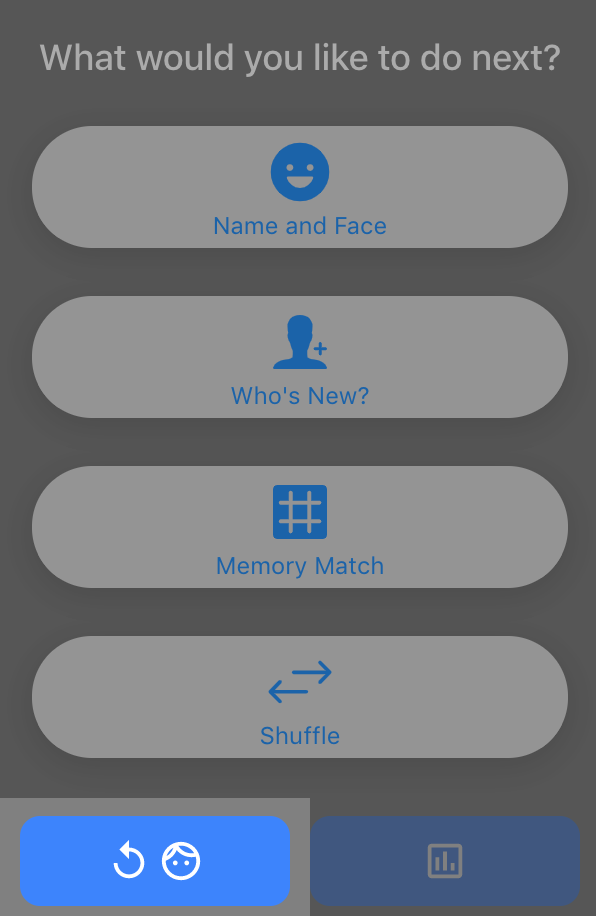 What would you like to do next?
Name and Face
Who's New?
Memory Match
Shuffle